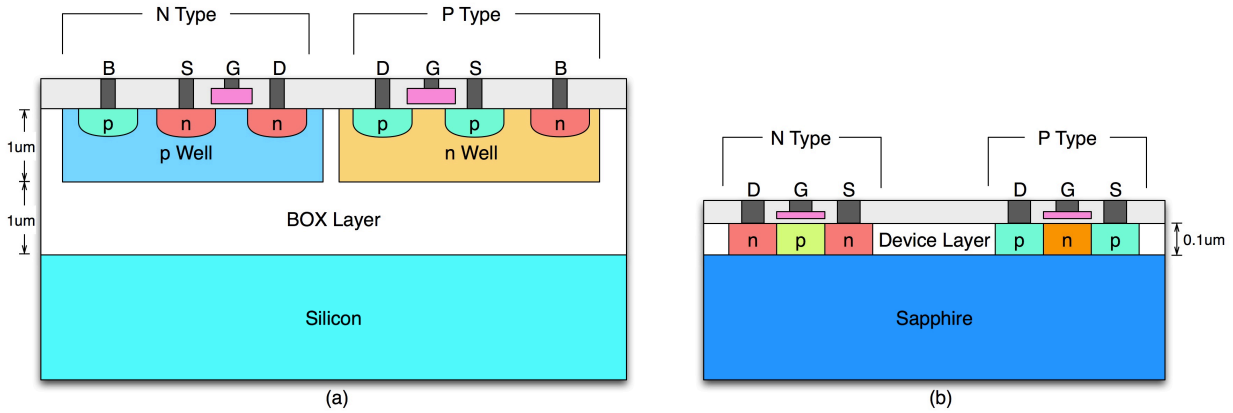 N Type
P Type
B S G D
D G S B
p n n
p p n
p Well
n Well
1um
1um
BOX Layer
Silicon
(a)
N Type
P Type
D G S
D G S
n p n
Device Layer
p n p
0.1um
Sapphire
(b)